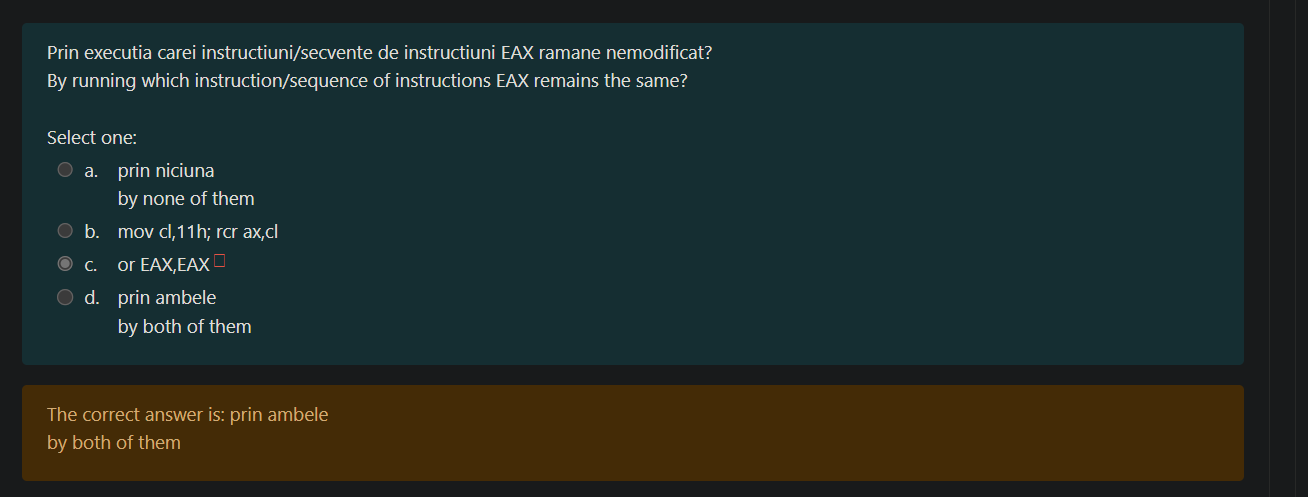 Prin executia carei instructiuni/secvente de instructiuni EAX ramane nemodificat?
By running which instruction/sequence of instructions EAX remains the same?
Select one:
a. prin niciuna
by none of them
b. mov cl,11h; rcr ax,cl
c. or EAX,EAX
d. prin ambele
by both of them
The correct answer is: prin ambele
by both of them